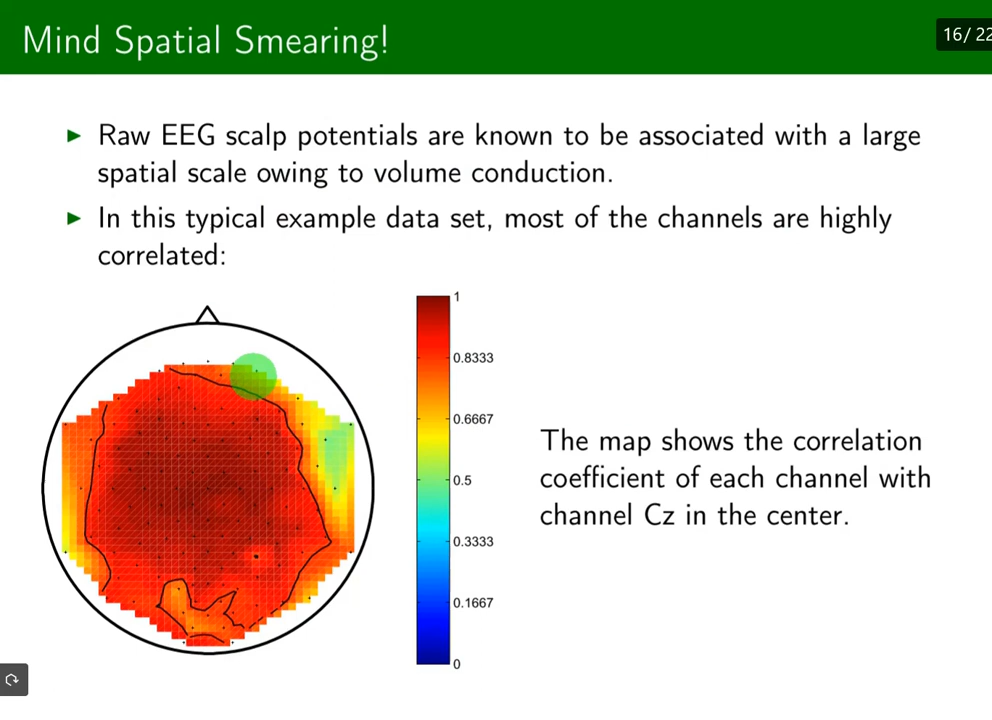 Mind Spatial Smearing!
16/ 22
Raw EEG scalp potentials are known to be associated with a large
spatial scale owing to volume conduction.
In this typical example data set, most of the channels are highly
correlated:
1
0.8333
0.6667
0.5
0.3333
0.1667
0
The map shows the correlation
coefficient of each channel with
channel Cz in the center.